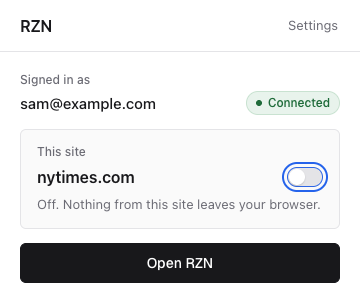 RZN
Settings
Signed in as
sam@example.com
Connected
This site
nytimes.com
Off. Nothing from this site leaves your browser.
Open RZN